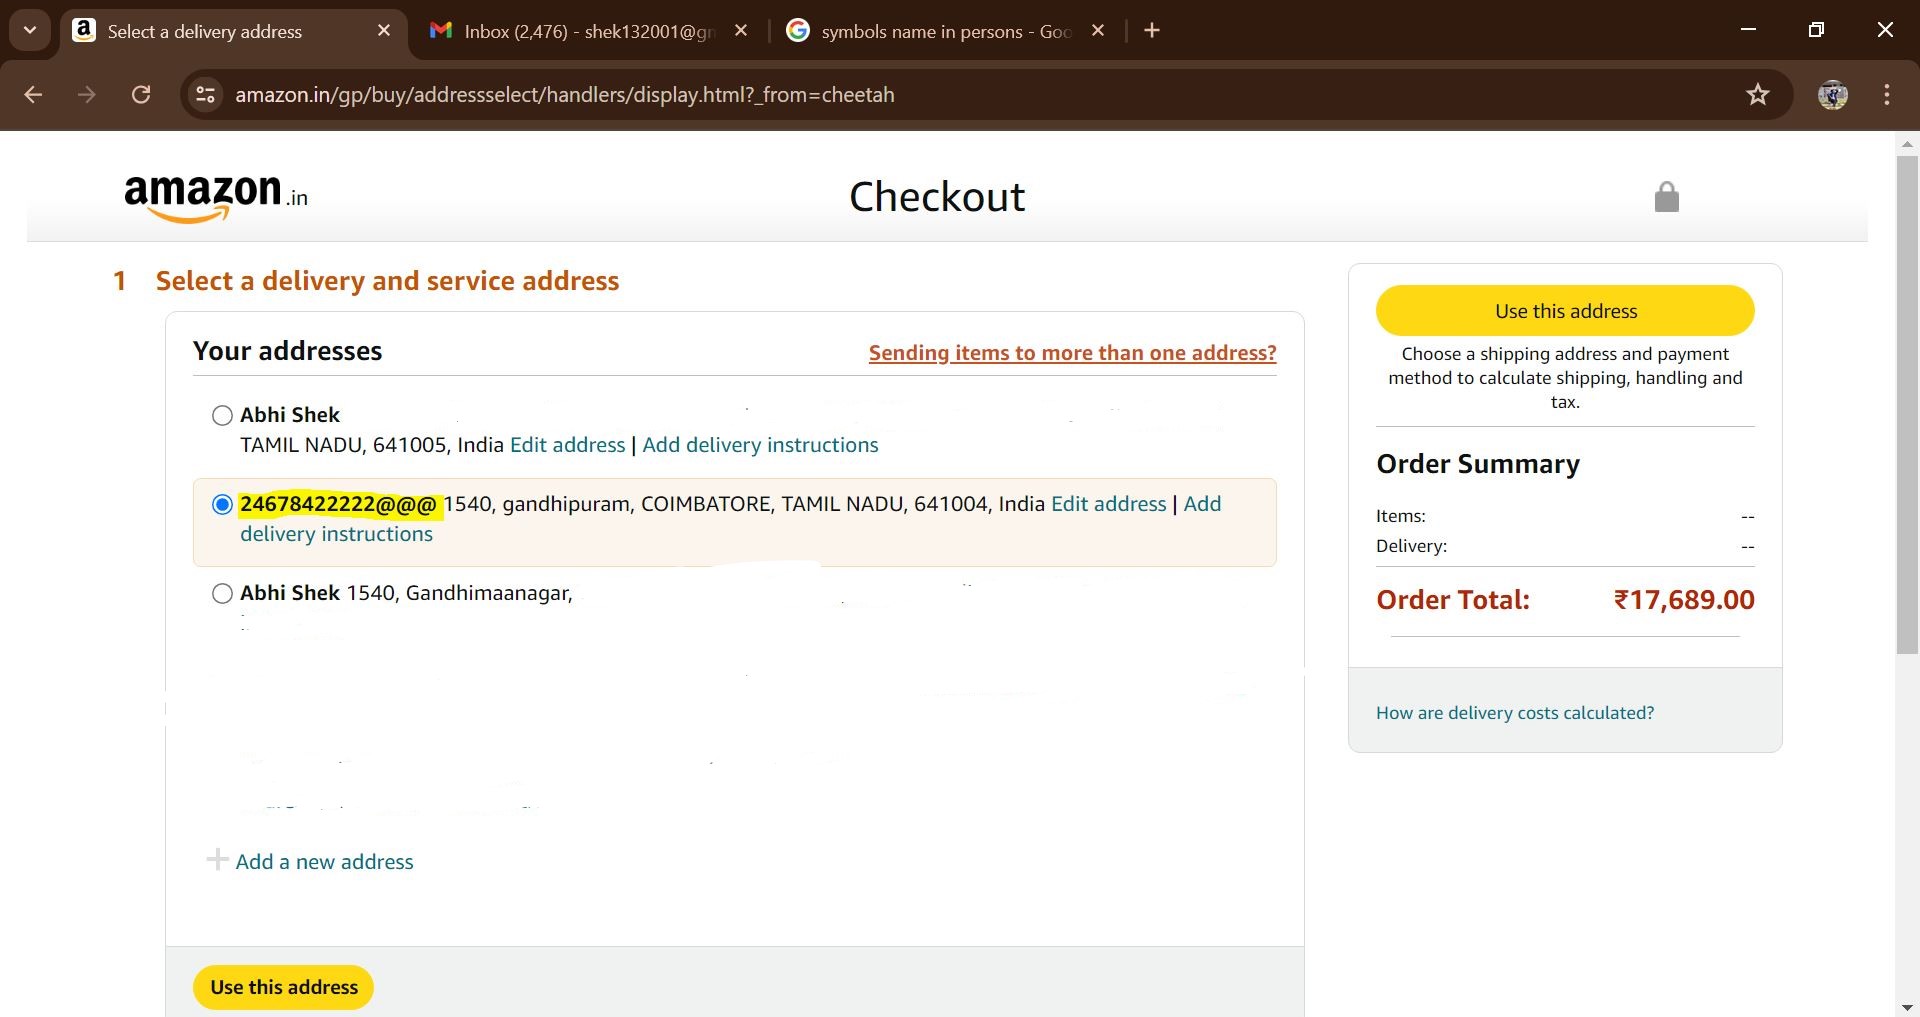 Select a delivery address
Inbox (2,476) - shek132001@gm
symbols name in persons - Goo
amazon.in/gp/buy/addressselect/handlers/display.html?_from=cheetah
amazon.in
Checkout
1 Select a delivery and service address
Your addresses
Sending items to more than one address?
Abhi Shek
TAMIL NADU, 641005, India Edit address | Add delivery instructions
24678422222@@@ 1540, gandhipuram, COIMBATORE, TAMIL NADU, 641004, India Edit address | Add
delivery instructions
Abhi Shek 1540, Gandhimaanagar,
Add a new address
Use this address
Use this address
Choose a shipping address and payment
method to calculate shipping, handling and
tax.
Order Summary
Items: --
Delivery: --
Order Total: ₹17,689.00
How are delivery costs calculated?